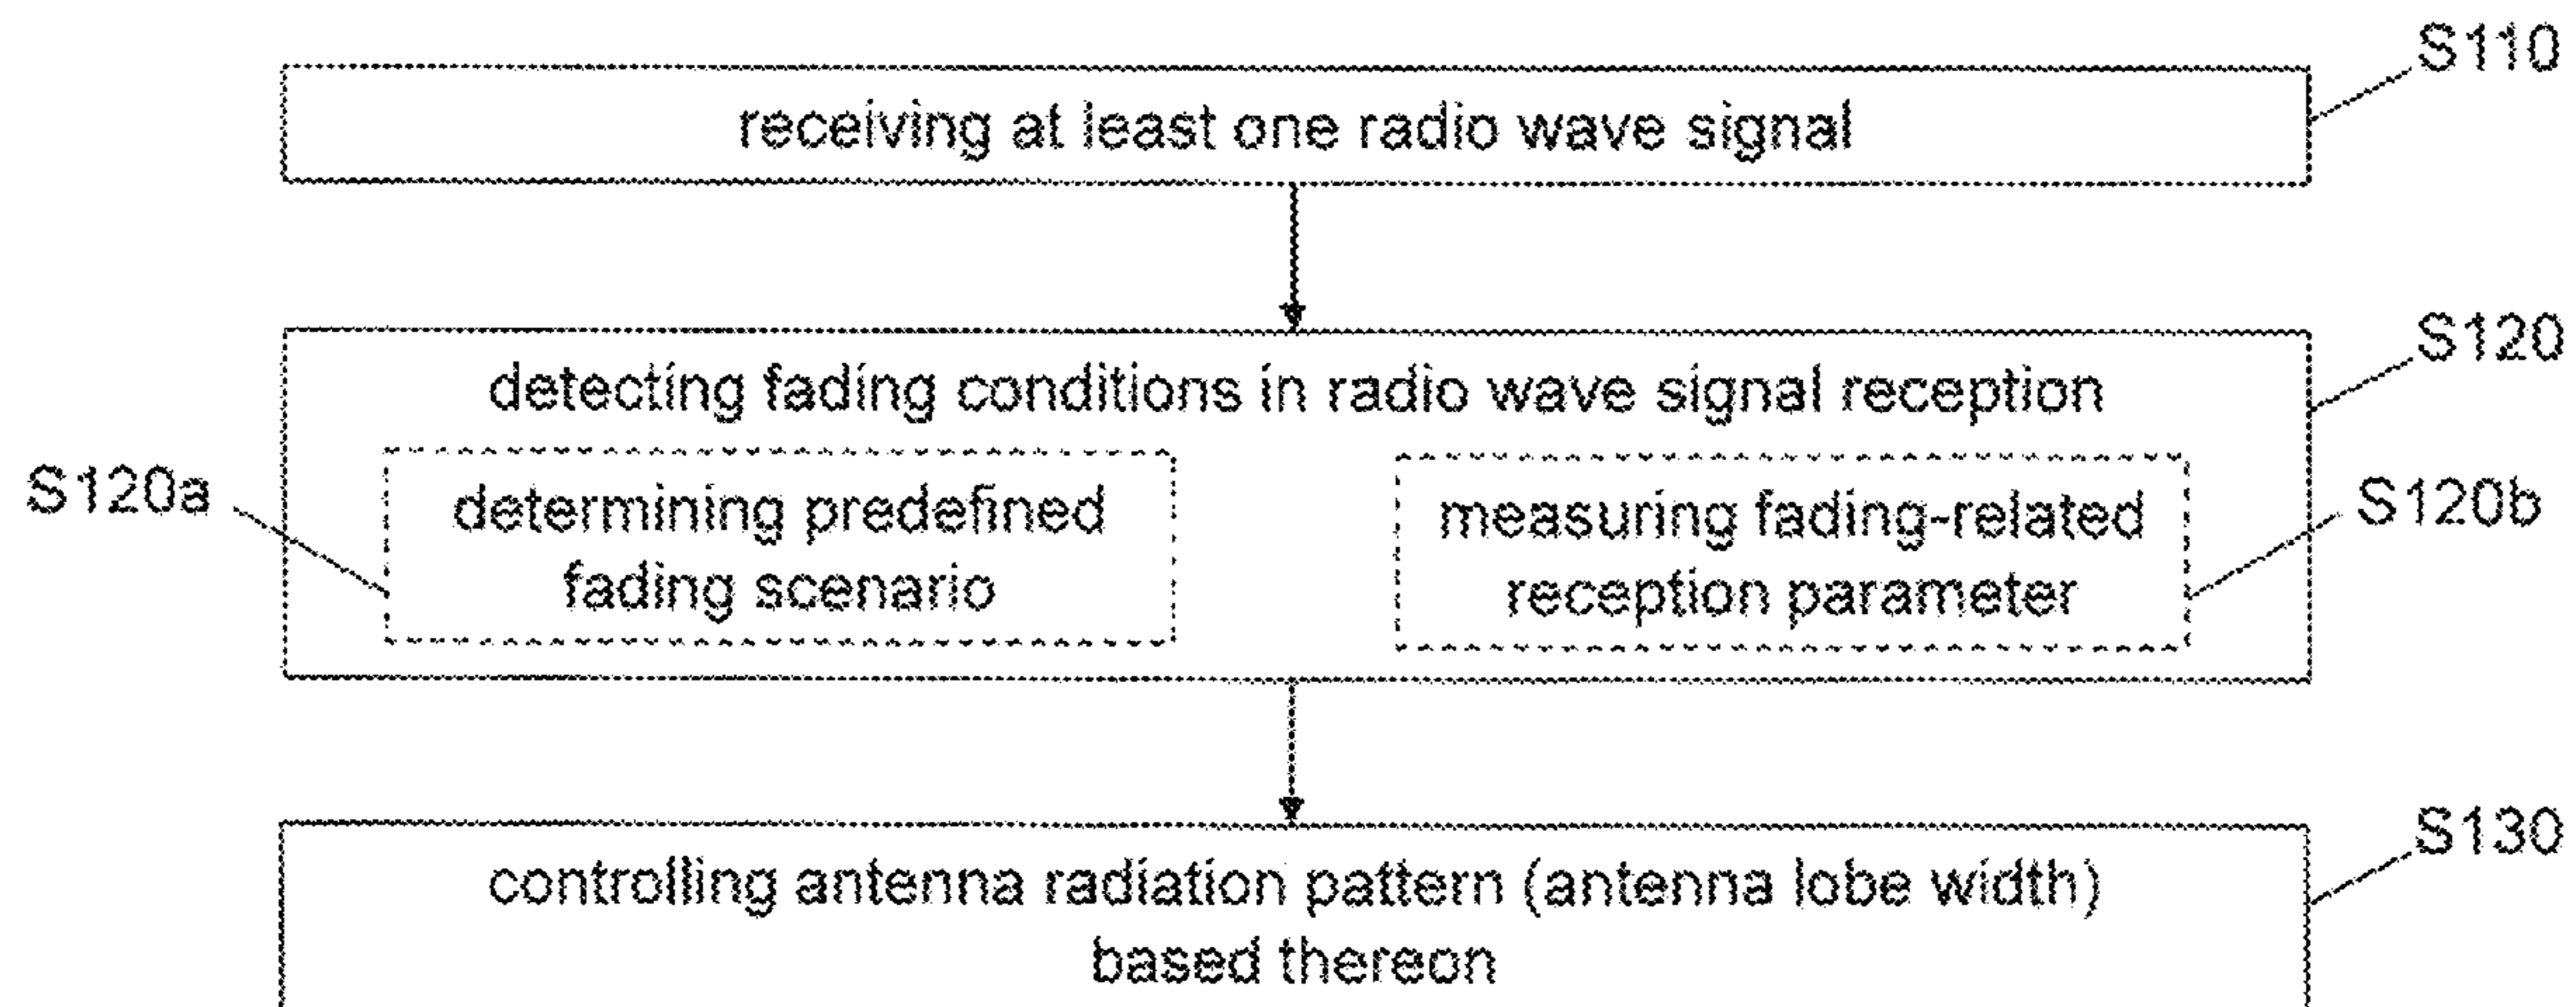 S110
receiving at least one radio wave signal
S120
detecting fading conditions in radio wave signal reception
S120a
determining predefined
fading scenario
measuring fading-related
reception parameter
S120b
S130
controlling antenna radiation pattern (antenna lobe width)
based thereon